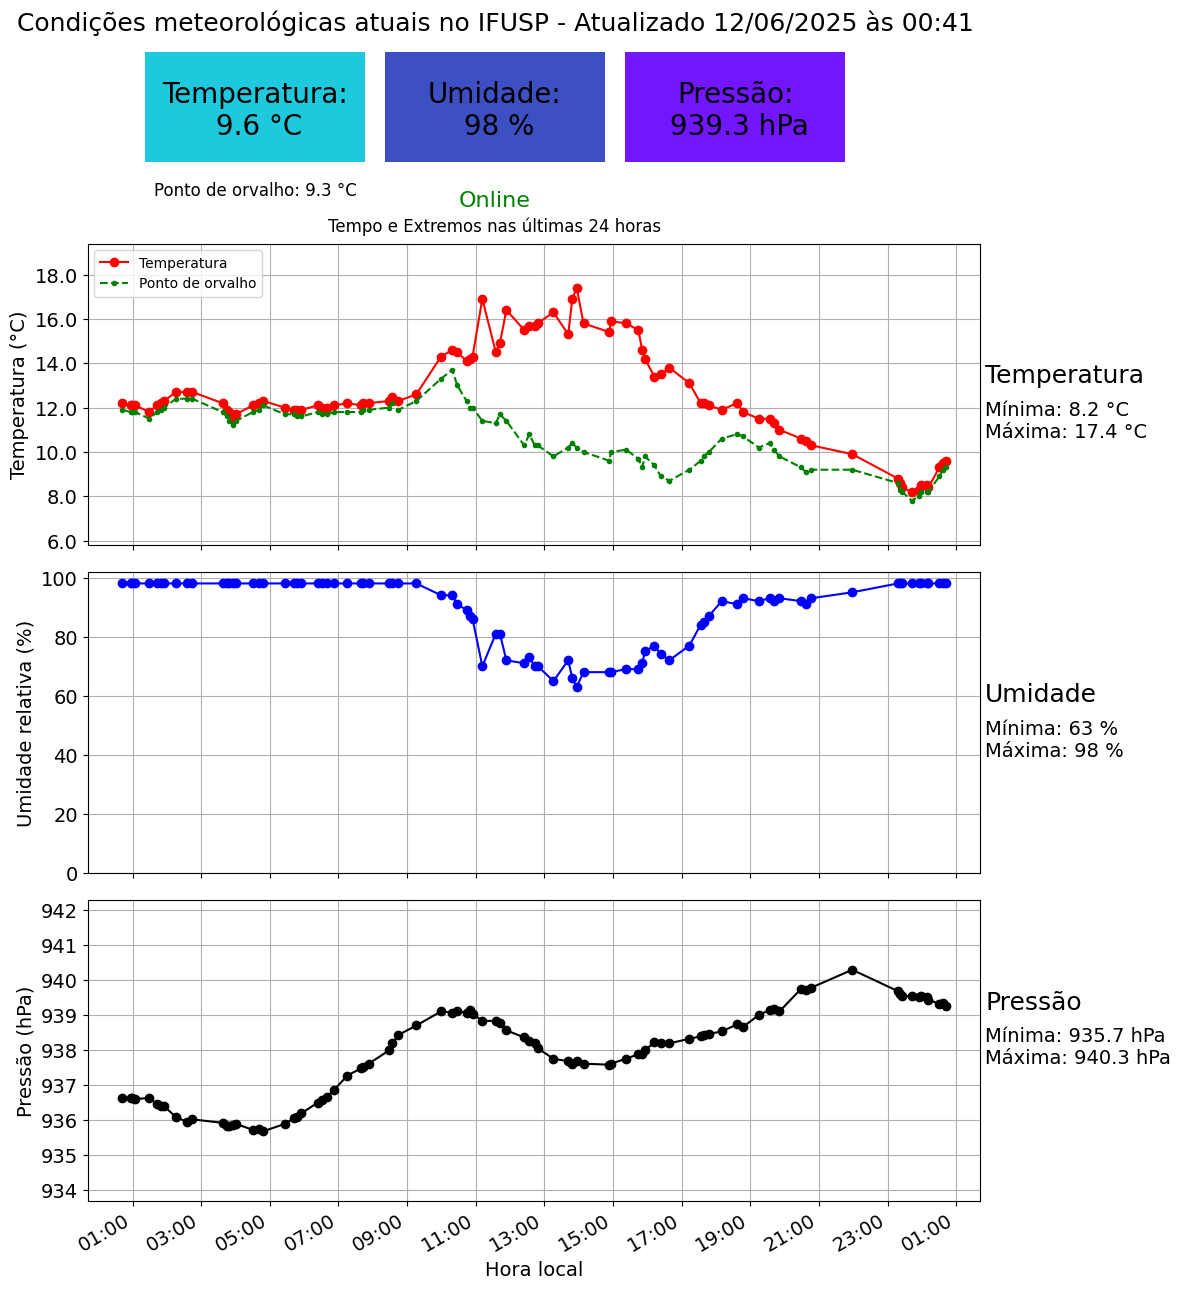 Condições meteorológicas atuais no IFUSP - Atualizado 12/06/2025 às 00:41
Temperatura:
9.6 °C
Umidade:
98 %
Pressão:
939.3 hPa
Ponto de orvalho: 9.3 °C
Online
Tempo e Extremos nas últimas 24 horas
Temperatura
Ponto de orvalho
Temperatura (°C)
18.0
16.0
14.0
12.0
10.0
8.0
6.0
Temperatura
Mínima: 8.2 °C
Máxima: 17.4 °C
Umidade relativa (%)
100
80
60
40
20
0
Umidade
Mínima: 63 %
Máxima: 98 %
Pressão (hPa)
942
941
940
939
938
937
936
935
934
Pressão
Mínima: 935.7 hPa
Máxima: 940.3 hPa
01:00 03:00 05:00 07:00 09:00 11:00 13:00 15:00 17:00 19:00 21:00 23:00 01:00
Hora local